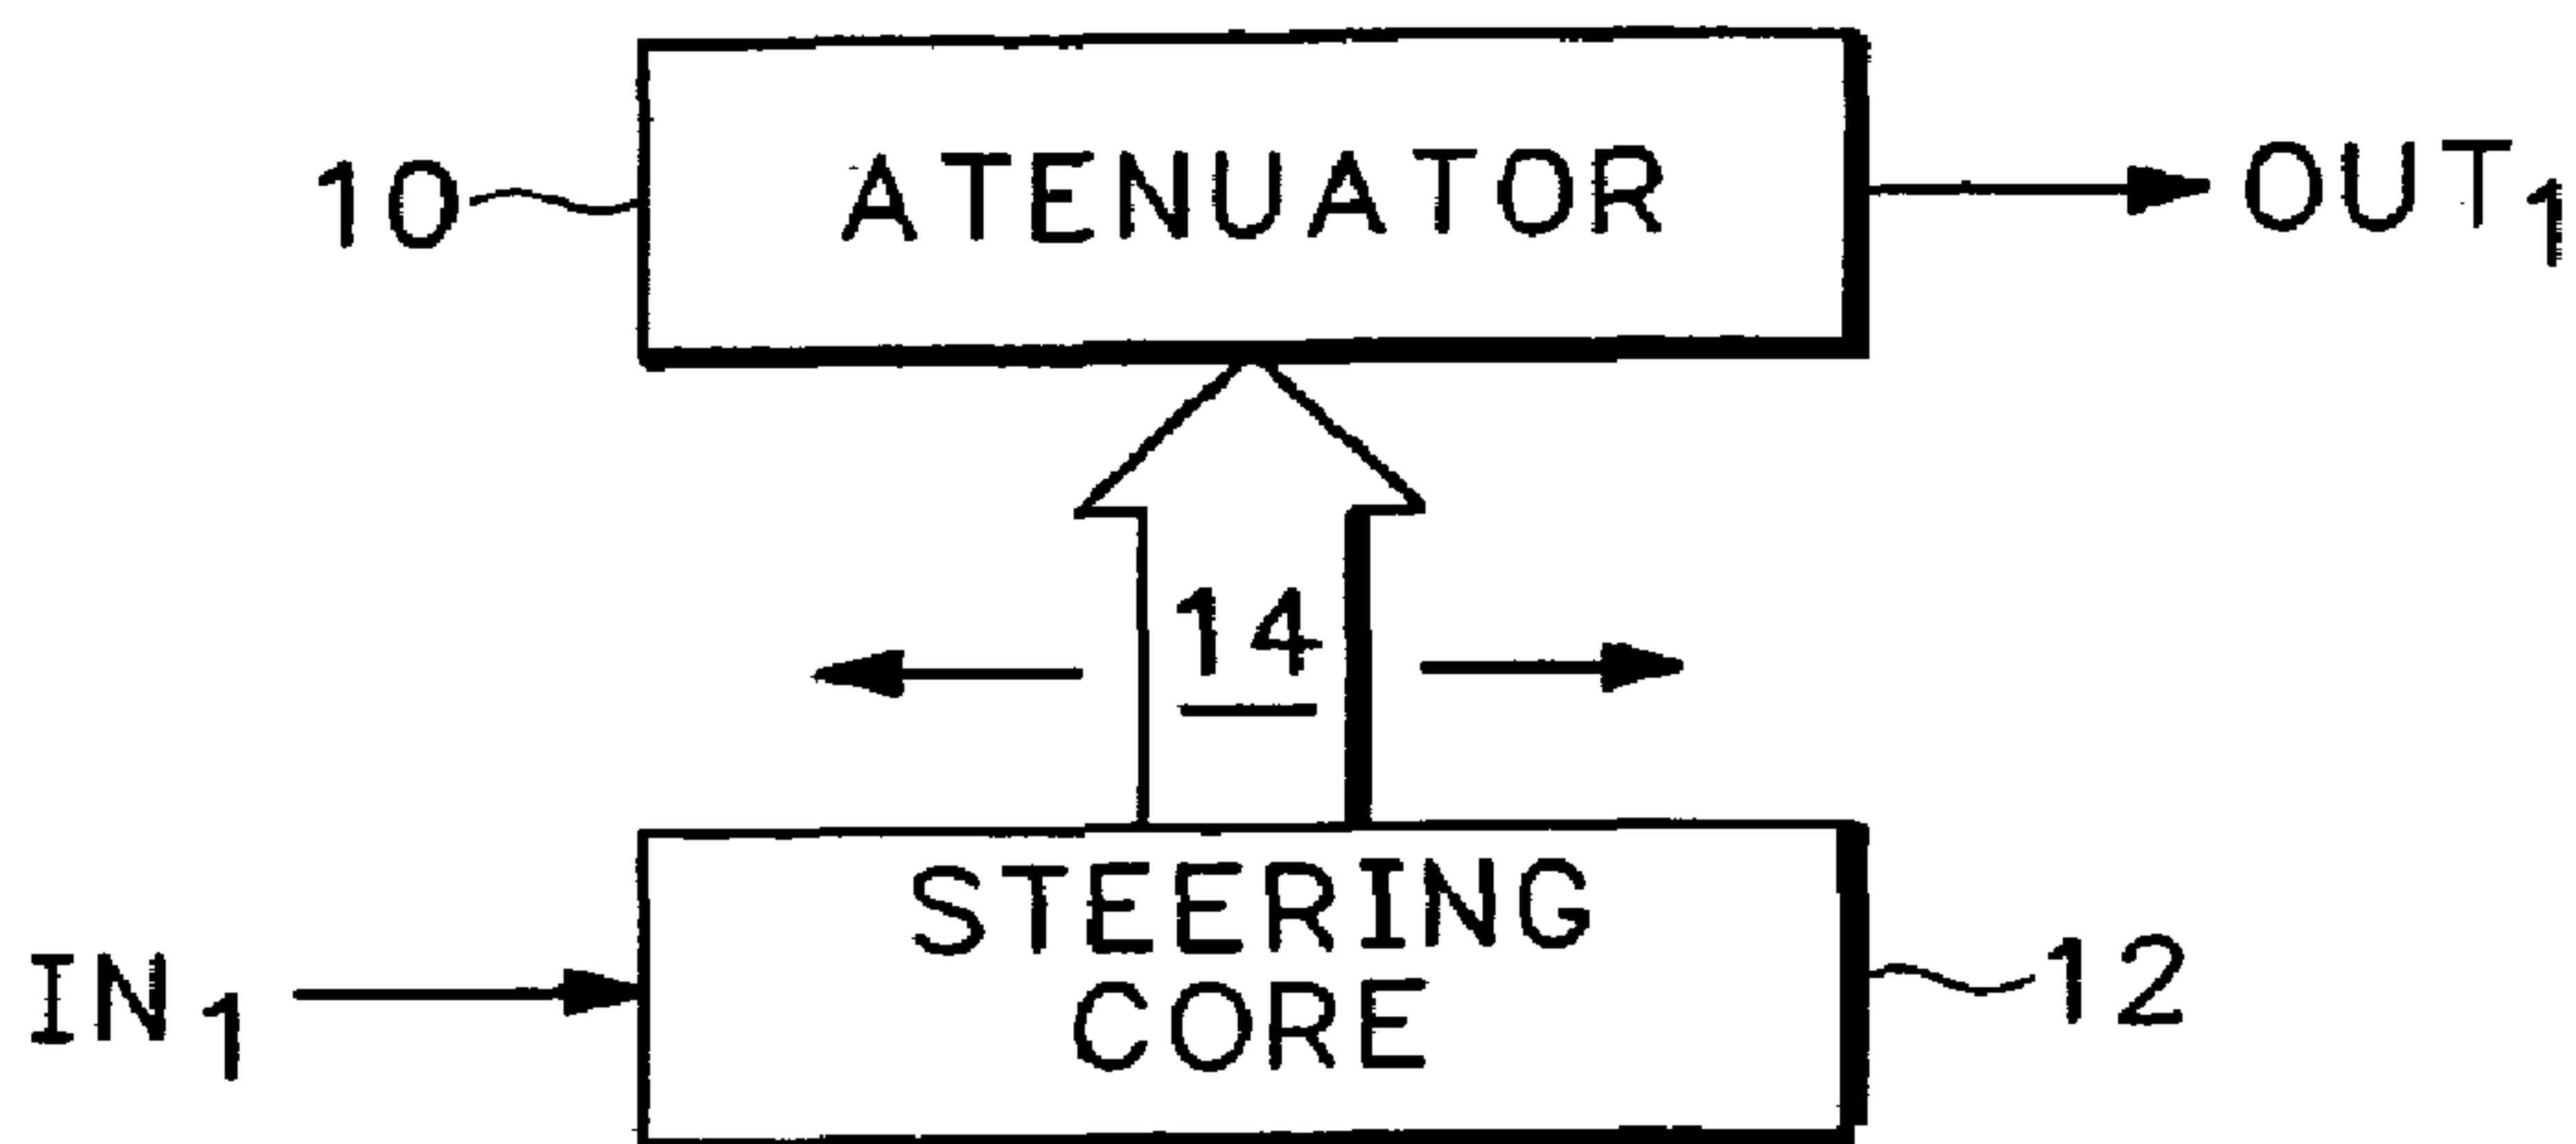 10
ATENUATOR
OUT1
14
STEERING
CORE
IN1
12